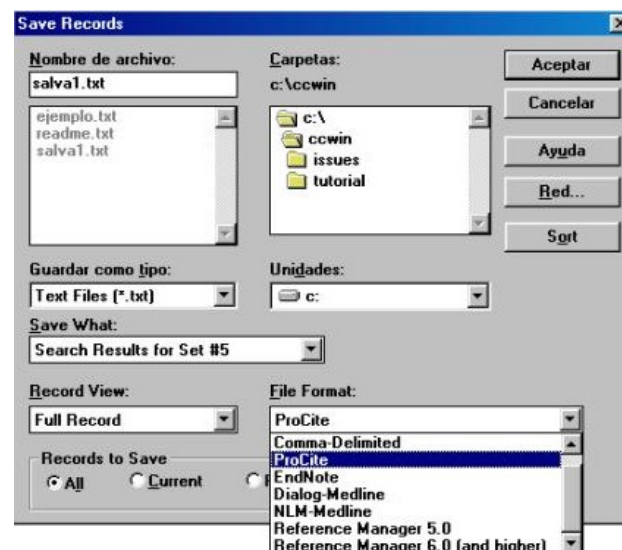 Save Records
Nombre de archivo:
salva1.txt
ejemplo.txt
readme.txt
salva1.txt
Carpetas:
c:\ccwin
c:\
ccwin
issues
tutorial
Aceptar
Cancelar
Ayuda
Red...
Sort
Guardar como tipo:
Text Files (*.txt)
Unidades:
c:
Save What:
Search Results for Set #5
Record View:
Full Record
File Format:
ProCite
Comma-Delimited
ProCite
EndNote
Dialog-Medline
NLM-Medline
Reference Manager 5.0
Reference Manager 6.0 (and higher)
Records to Save
All Current